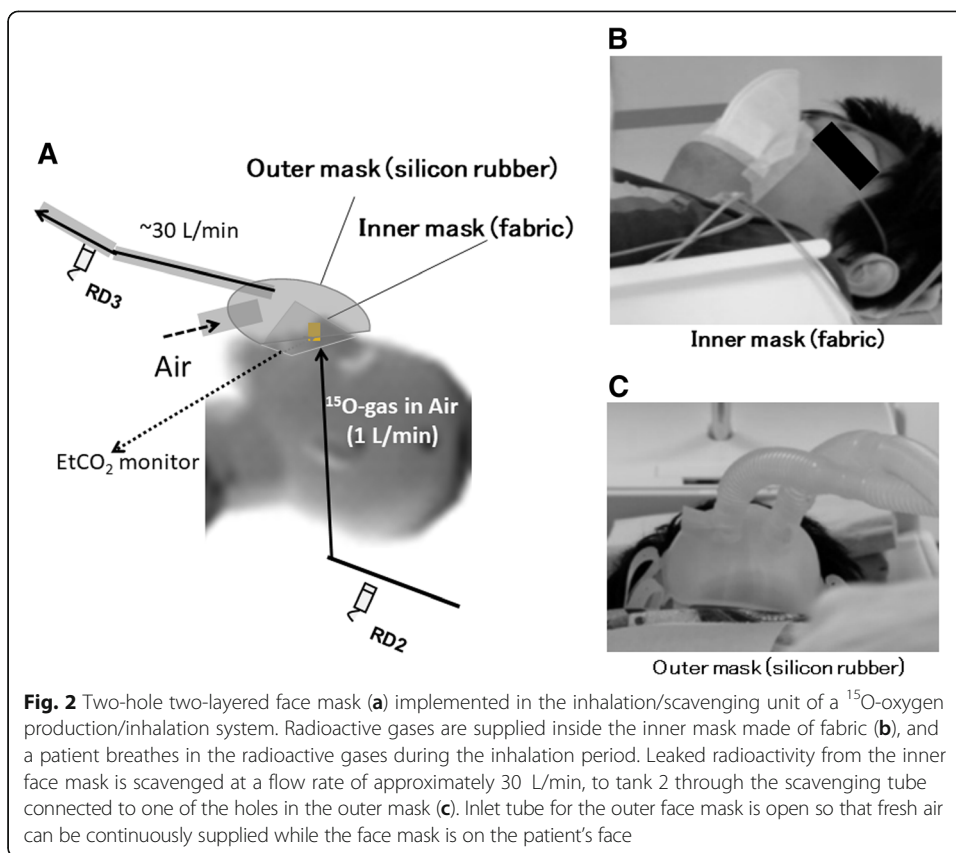 A
Outer mask (silicon rubber)
Inner mask (fabric)
~30 L/min
RD3
Air
EtCO₂ monitor
¹⁵O-gas in Air
(1 L/min)
RD2
B
Inner mask (fabric)
C
Outer mask (silicon rubber)
Fig. 2 Two-hole two-layered face mask (a) implemented in the inhalation/scavenging unit of a ¹⁵O-oxygen
production/inhalation system. Radioactive gases are supplied inside the inner mask made of fabric (b), and
a patient breathes in the radioactive gases during the inhalation period. Leaked radioactivity from the inner
face mask is scavenged at a flow rate of approximately 30 L/min, to tank 2 through the scavenging tube
connected to one of the holes in the outer mask (c). Inlet tube for the outer face mask is open so that fresh air
can be continuously supplied while the face mask is on the patient's face